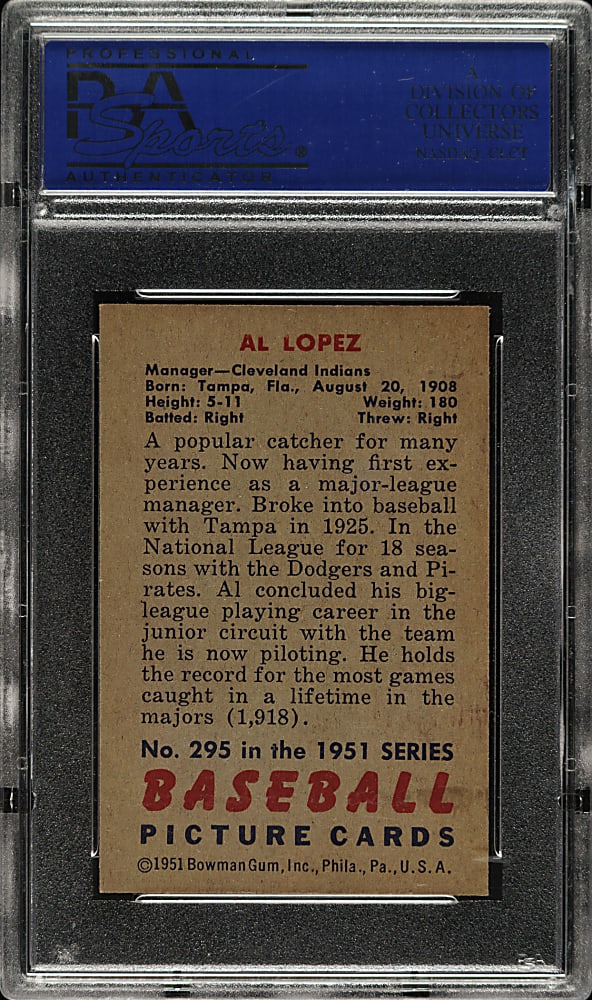 PROFESSIONAL
PSA
Sports®
AUTHENTICATOR
A
DIVISION OF
COLLECTORS
UNIVERSE
NASDAQ: CLCT
AL LOPEZ
Manager—Cleveland Indians
Born: Tampa, Fla., August 20, 1908
Height: 5-11 Weight: 180
Batted: Right Threw: Right
A popular catcher for many
years. Now having first ex-
perience as a major-league
manager. Broke into baseball
with Tampa in 1925. In the
National League for 18 sea-
sons with the Dodgers and Pi-
rates. Al concluded his big-
league playing career in the
junior circuit with the team
he is now piloting. He holds
the record for the most games
caught in a lifetime in the
majors (1,918).
No. 295 in the 1951 SERIES
BASEBALL
PICTURE CARDS
©1951 Bowman Gum, Inc., Phila., Pa., U.S.A.
PSA